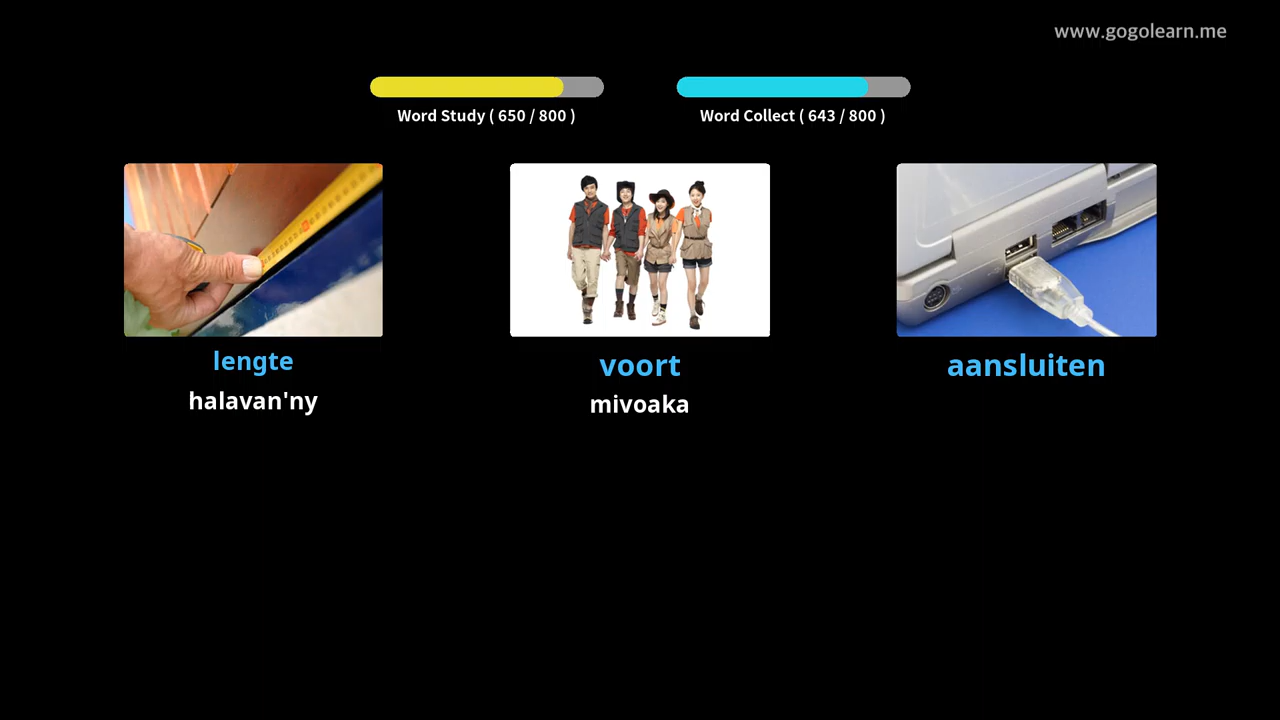 www.gogolearn.me
Word Study ( 650 / 800 )
Word Collect ( 643 / 800 )
lengte
voort
aansluiten
halavan'ny
mivoaka